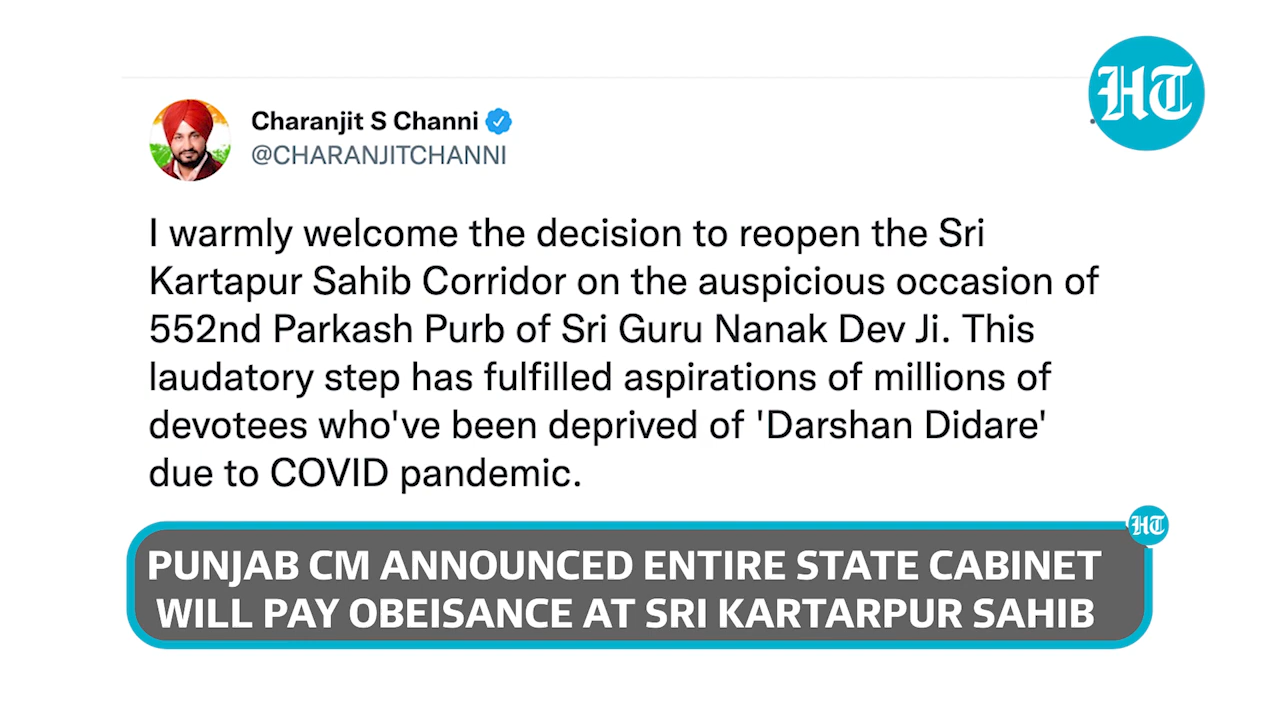 HT
Charanjit S Channi
@CHARANJITCHANNI
I warmly welcome the decision to reopen the Sri
Kartapur Sahib Corridor on the auspicious occasion of
552nd Parkash Purb of Sri Guru Nanak Dev Ji. This
laudatory step has fulfilled aspirations of millions of
devotees who've been deprived of 'Darshan Didare'
due to COVID pandemic.
HT
PUNJAB CM ANNOUNCED ENTIRE STATE CABINET
WILL PAY OBEISANCE AT SRI KARTARPUR SAHIB